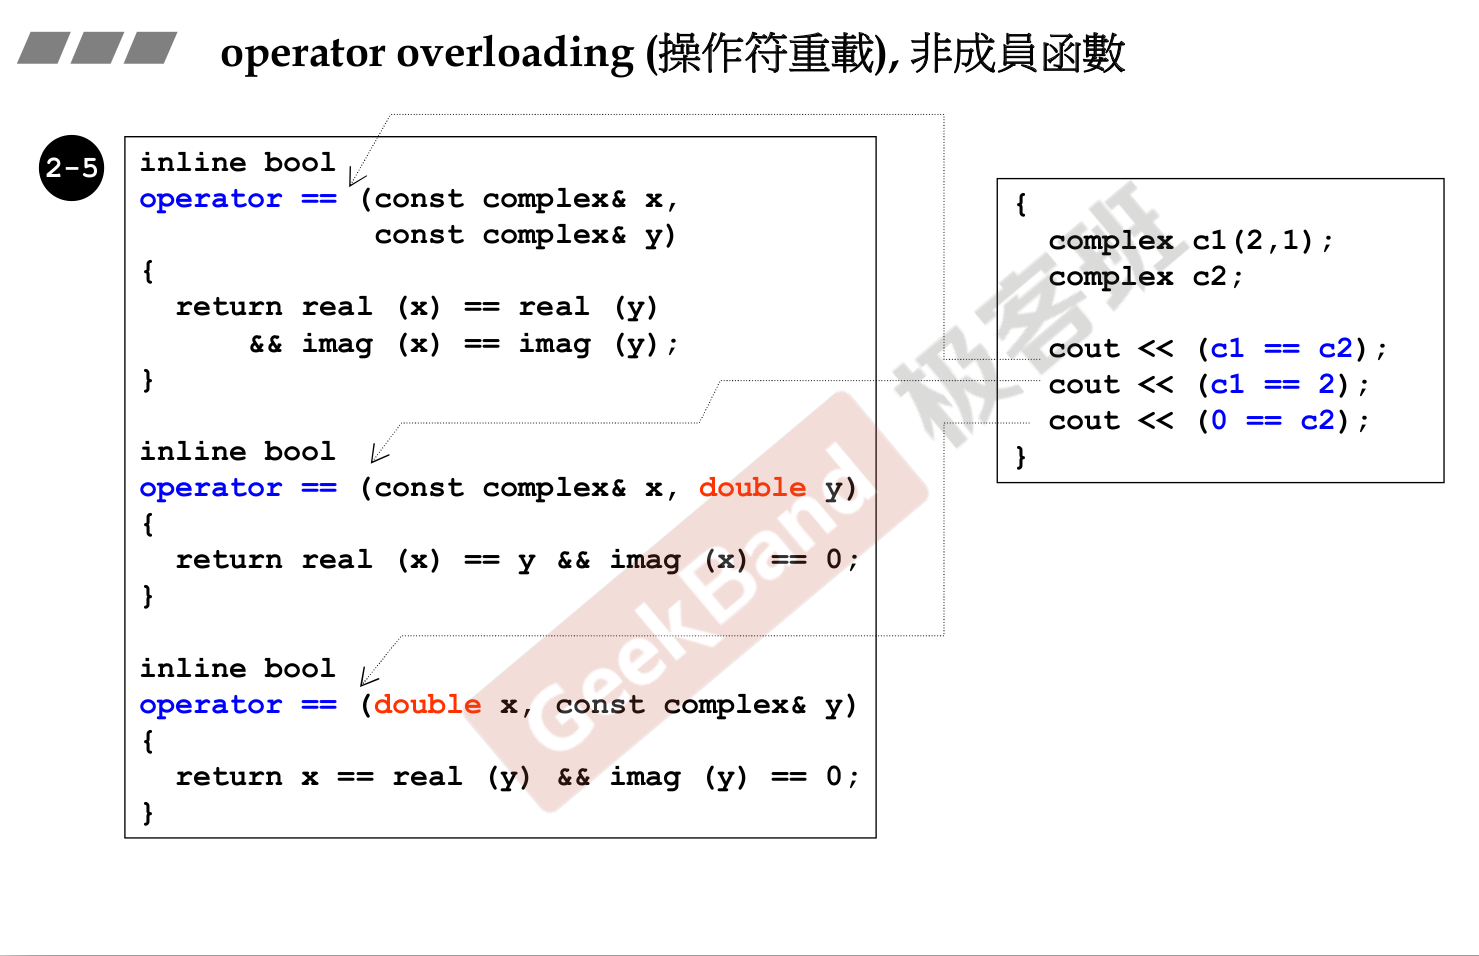 operator overloading (操作符重載), 非成員函數
2-5
inline bool
operator == (const complex& x,
const complex& y)
{
return real (x) == real (y)
&& imag (x) == imag (y);
}
inline bool
operator == (const complex& x, double y)
{
return real (x) == y && imag (x) == 0;
}
inline bool
operator == (double x, const complex& y)
{
return x == real (y) && imag (y) == 0;
}
{
complex c1(2,1);
complex c2;
cout << (c1 == c2);
cout << (c1 == 2);
cout << (0 == c2);
}
GeekBand 极客班